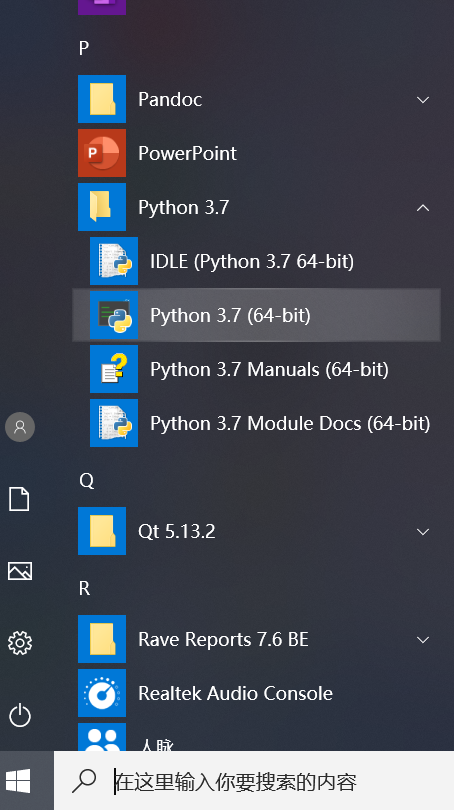 P
Pandoc
PowerPoint
Python 3.7
IDLE (Python 3.7 64-bit)
Python 3.7 (64-bit)
Python 3.7 Manuals (64-bit)
Python 3.7 Module Docs (64-bit)
Q
Qt 5.13.2
R
Rave Reports 7.6 BE
Realtek Audio Console
人脉
在这里输入你要搜索的内容